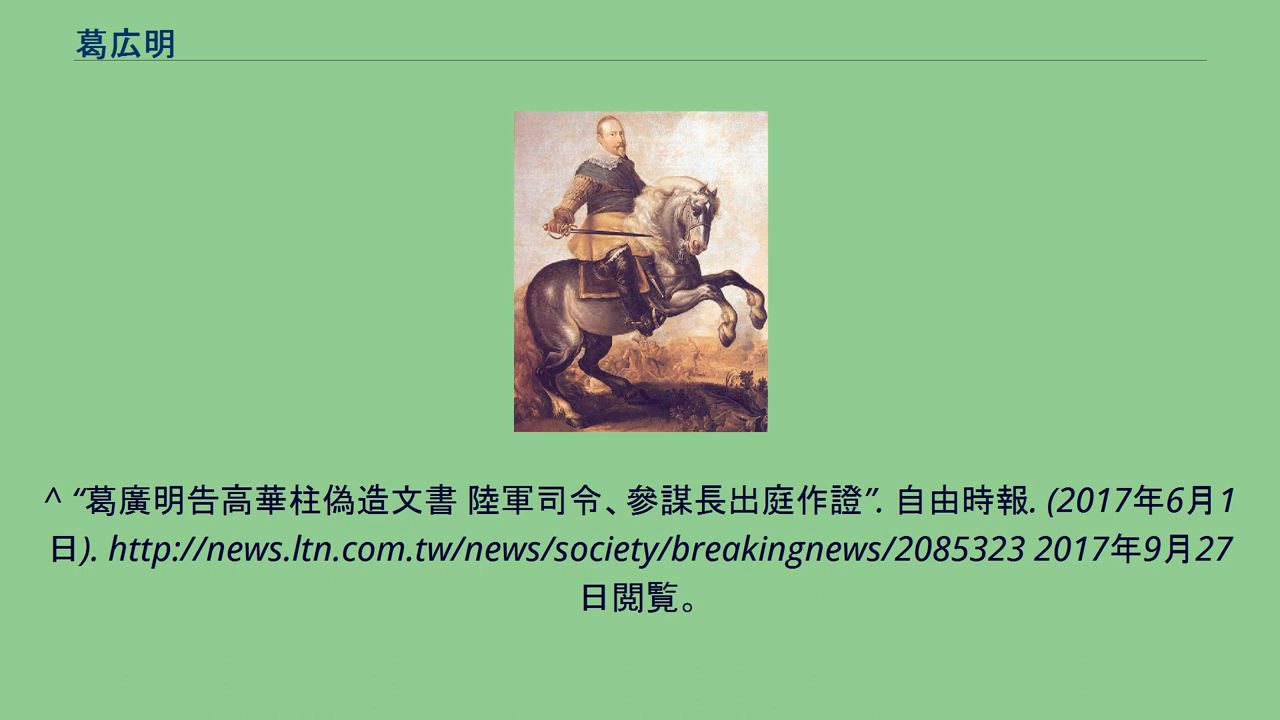 葛広明
^ “葛廣明告高華柱偽造文書 陸軍司令、參謀長出庭作證”. 自由時報. (2017年6月1
日). http://news.ltn.com.tw/news/society/breakingnews/2085323 2017年9月27
日閲覧。